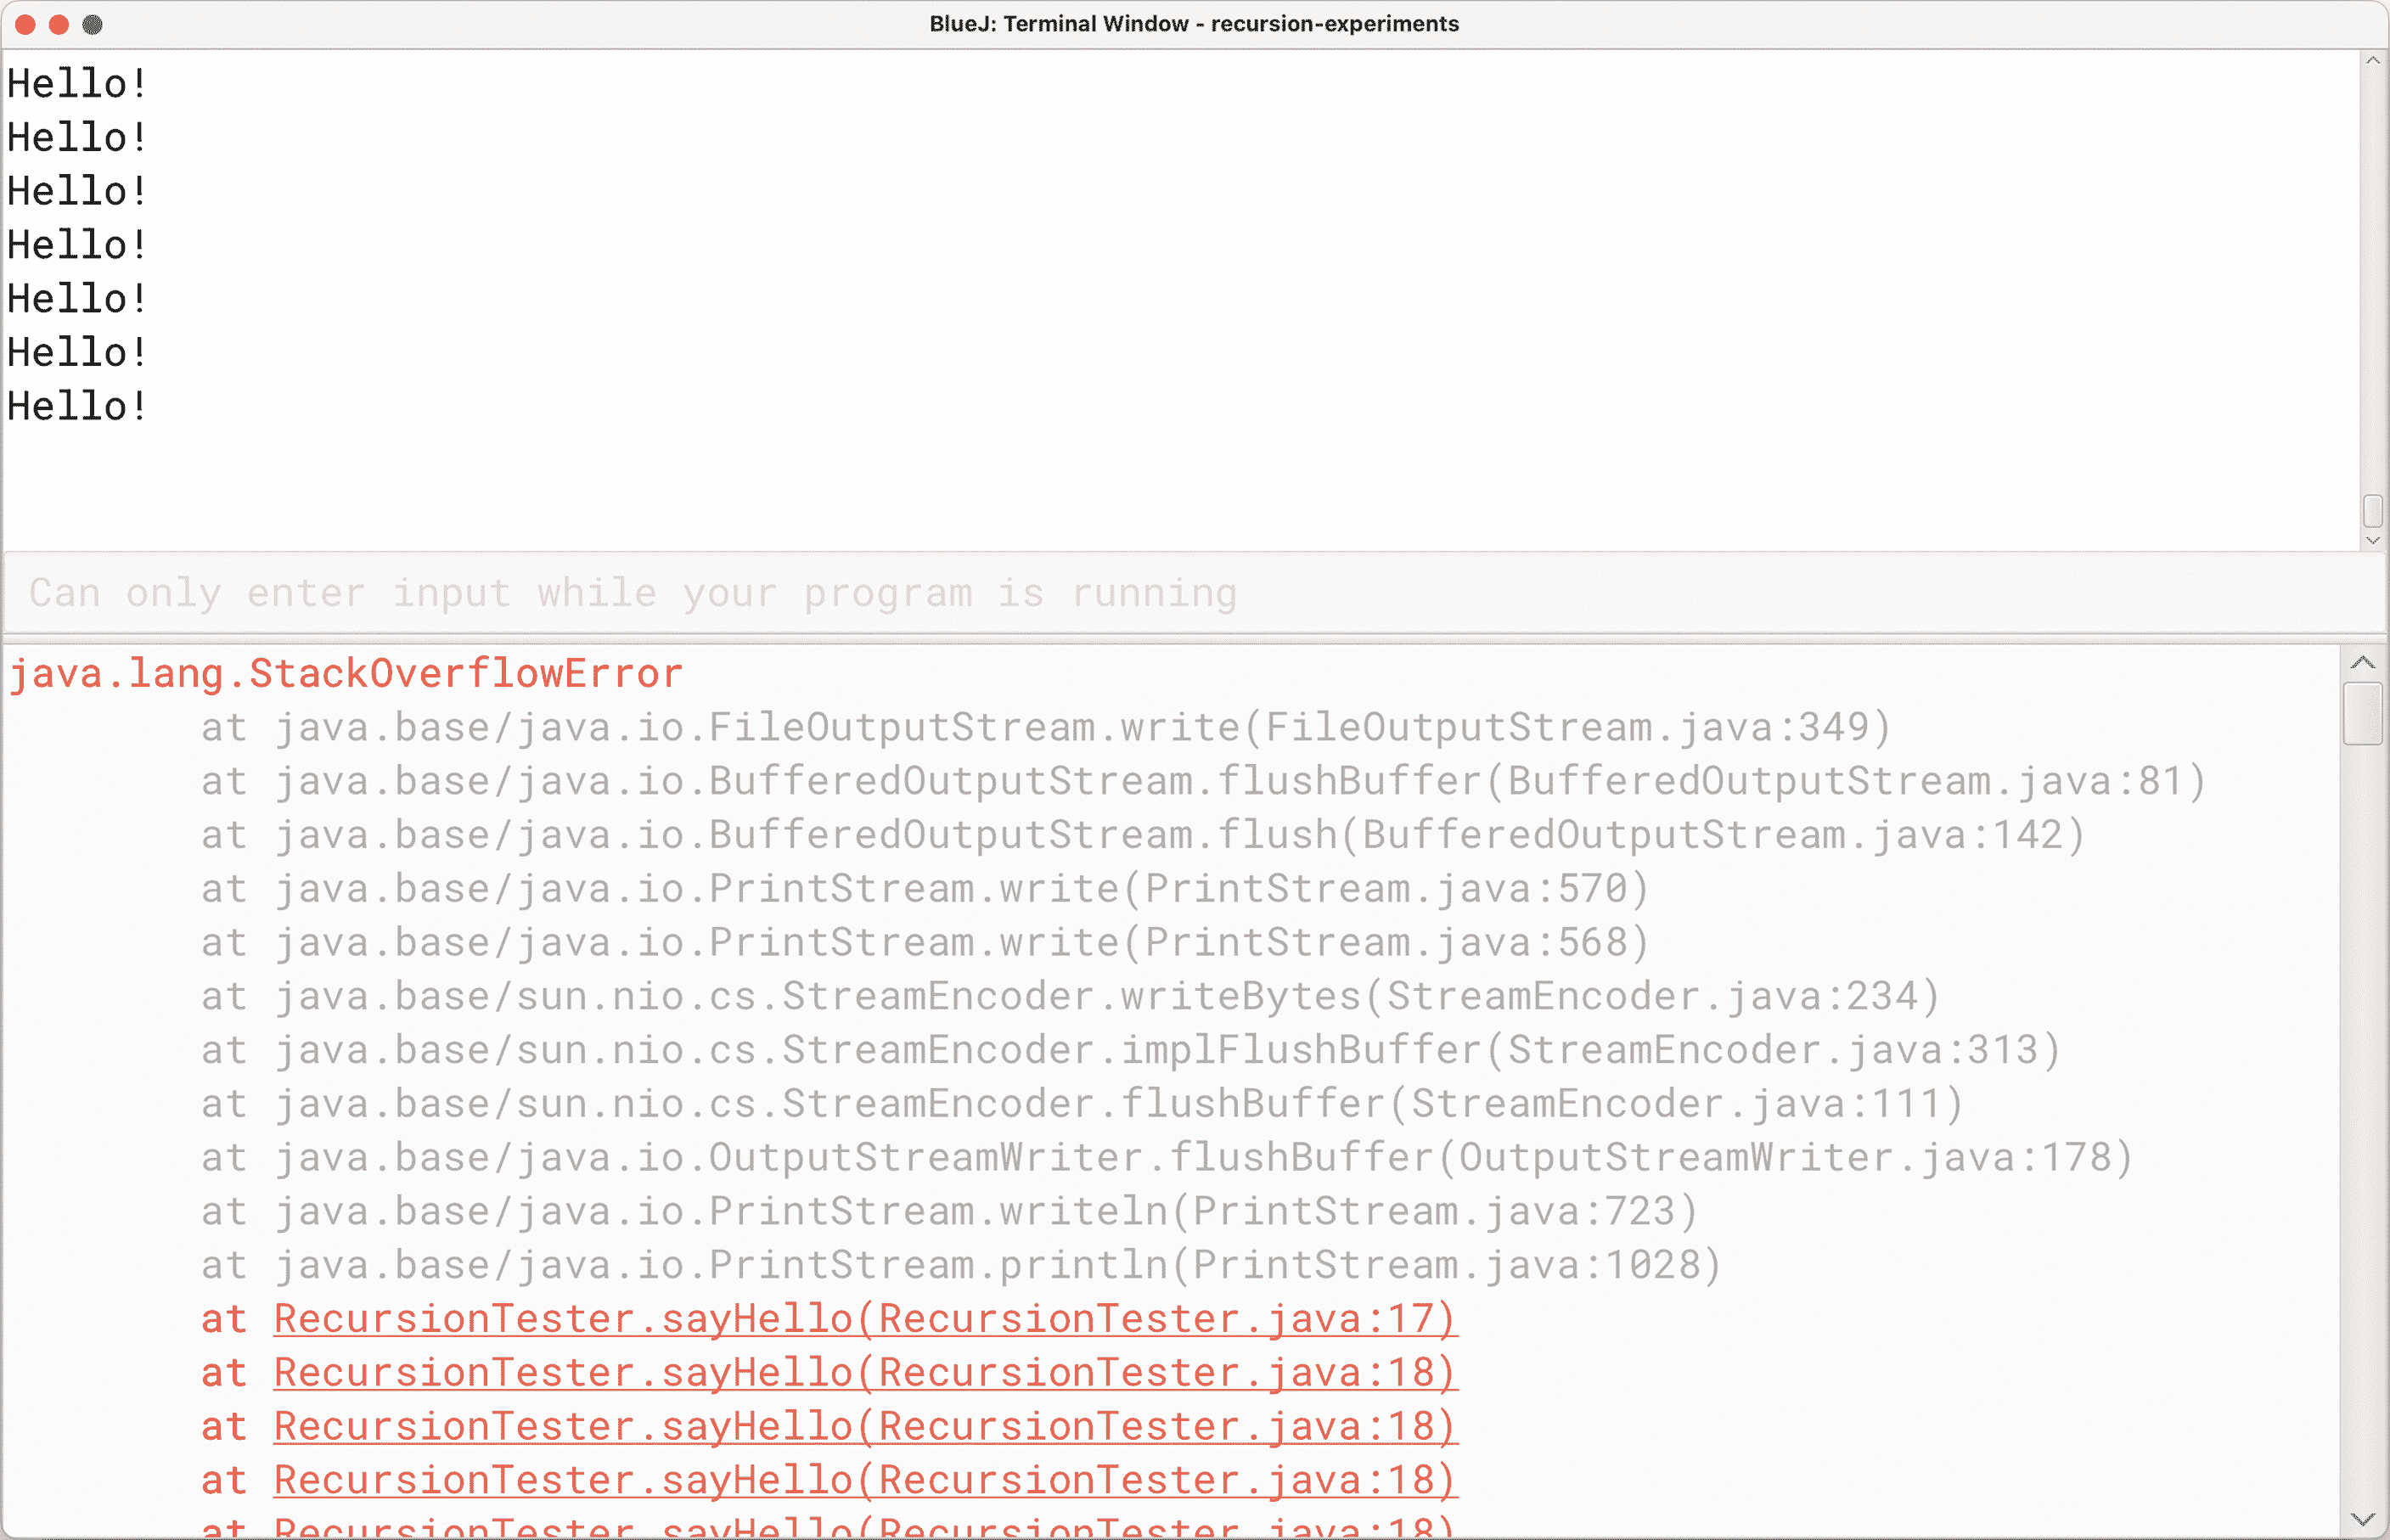 BlueJ: Terminal Window - recursion-experiments
Hello!
Hello!
Hello!
Hello!
Hello!
Hello!
Hello!
Can only enter input while your program is running
java.lang.StackOverflowError
at java.base/java.io.FileOutputStream.write(FileOutputStream.java:349)
at java.base/java.io.BufferedOutputStream.flushBuffer(BufferedOutputStream.java:81)
at java.base/java.io.BufferedOutputStream.flush(BufferedOutputStream.java:142)
at java.base/java.io.PrintStream.write(PrintStream.java:570)
at java.base/java.io.PrintStream.write(PrintStream.java:568)
at java.base/sun.nio.cs.StreamEncoder.writeBytes(StreamEncoder.java:234)
at java.base/sun.nio.cs.StreamEncoder.implFlushBuffer(StreamEncoder.java:313)
at java.base/sun.nio.cs.StreamEncoder.flushBuffer(StreamEncoder.java:111)
at java.base/java.io.OutputStreamWriter.flushBuffer(OutputStreamWriter.java:178)
at java.base/java.io.PrintStream.writeln(PrintStream.java:723)
at java.base/java.io.PrintStream.println(PrintStream.java:1028)
at RecursionTester.sayHello(RecursionTester.java:17)
at RecursionTester.sayHello(RecursionTester.java:18)
at RecursionTester.sayHello(RecursionTester.java:18)
at RecursionTester.sayHello(RecursionTester.java:18)
at RecursionTester.sayHello(RecursionTester.java:18)